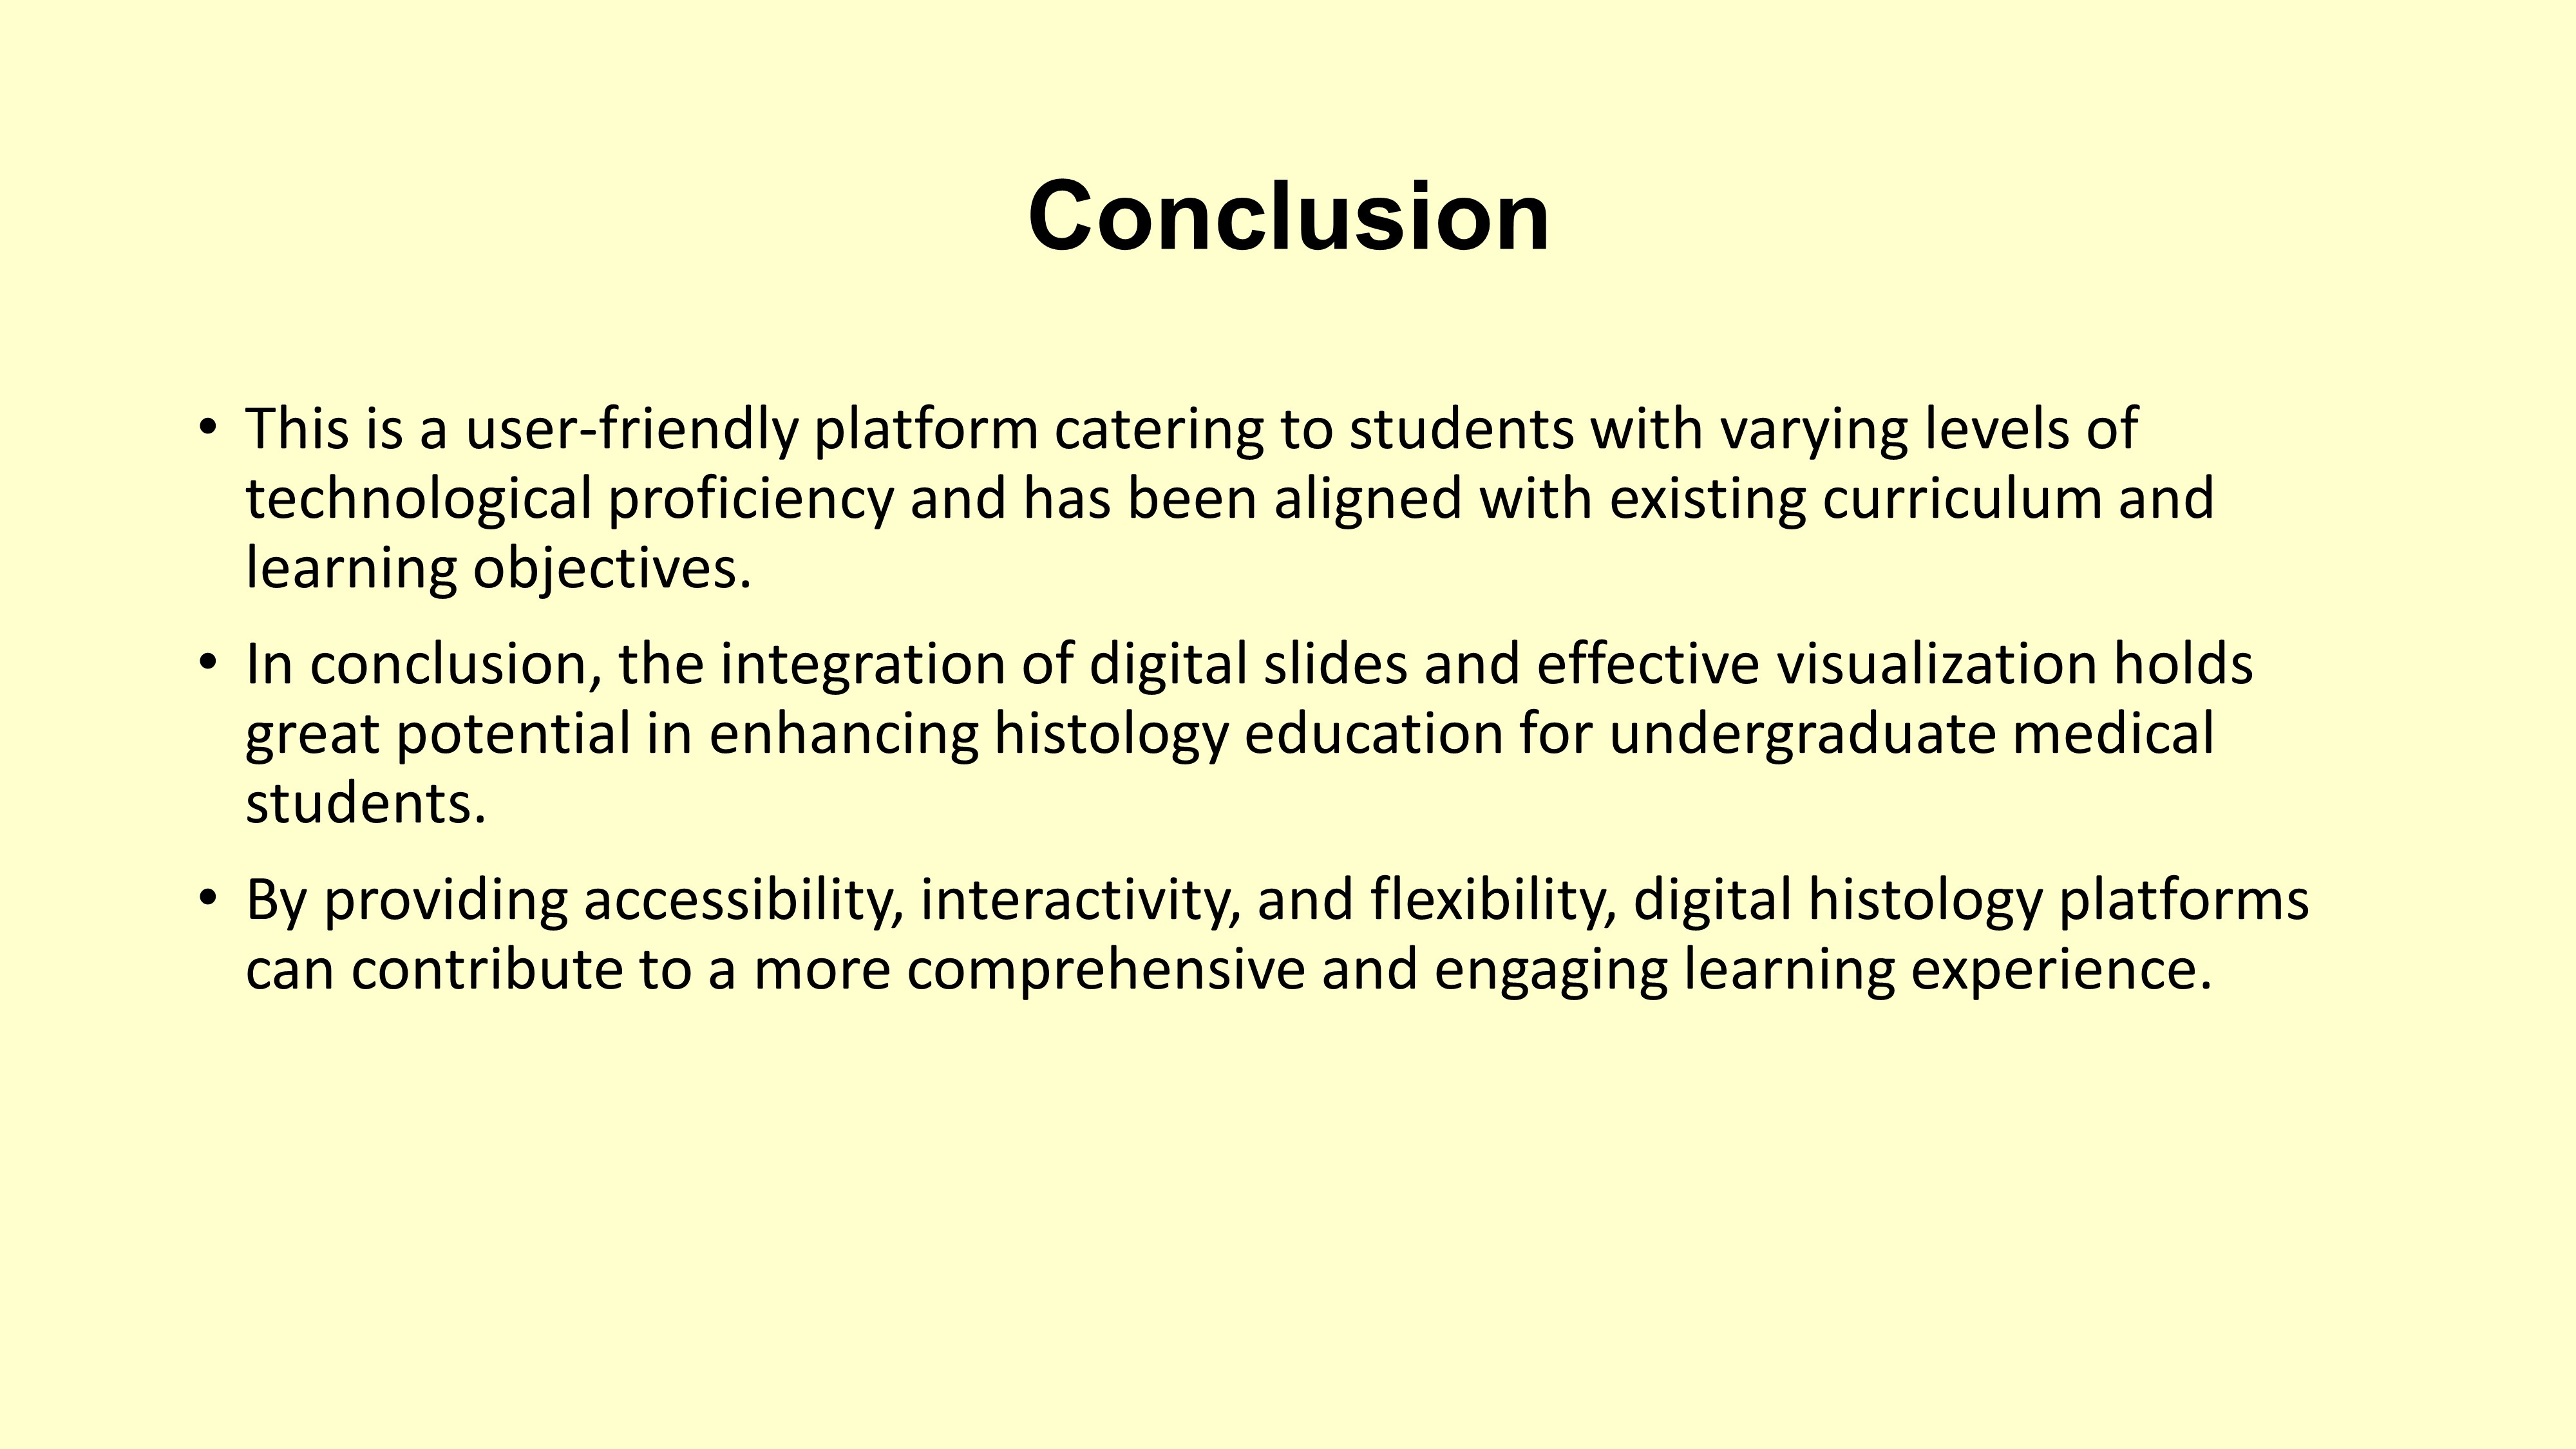 Conclusion
• This is a user-friendly platform catering to students with varying levels of
technological proficiency and has been aligned with existing curriculum and
learning objectives.
• In conclusion, the integration of digital slides and effective visualization holds
great potential in enhancing histology education for undergraduate medical
students.
• By providing accessibility, interactivity, and flexibility, digital histology platforms
can contribute to a more comprehensive and engaging learning experience.